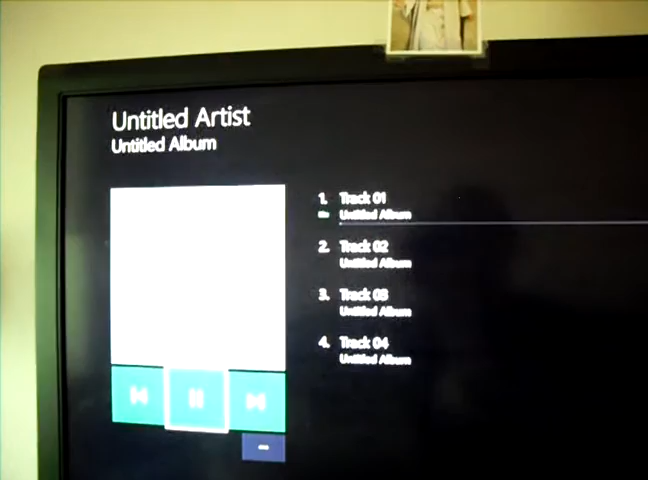 Untitled Artist
Untitled Album
1. Track 01
Untitled Album
2. Track 02
Untitled Album
3. Track 03
Untitled Album
4. Track 04
Untitled Album